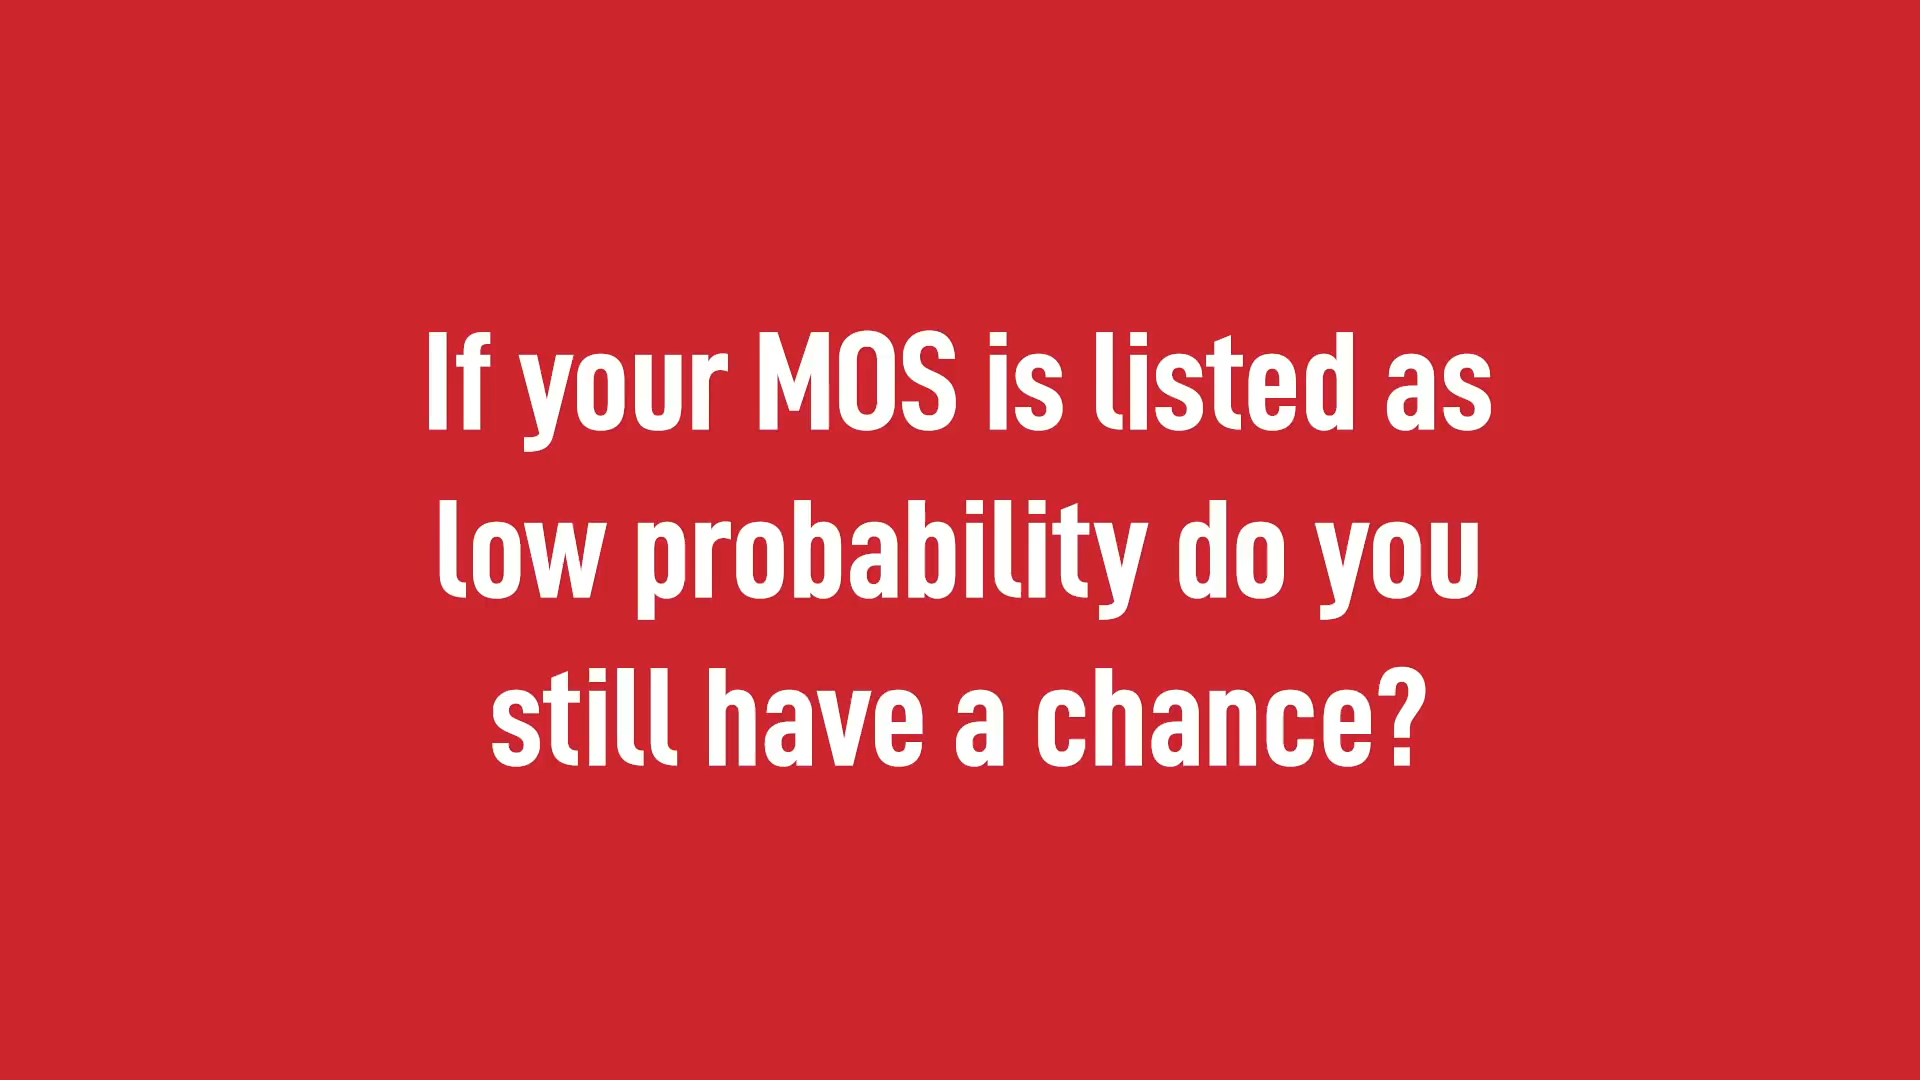 If your MOS is listed as
low probability do you
still have a chance?